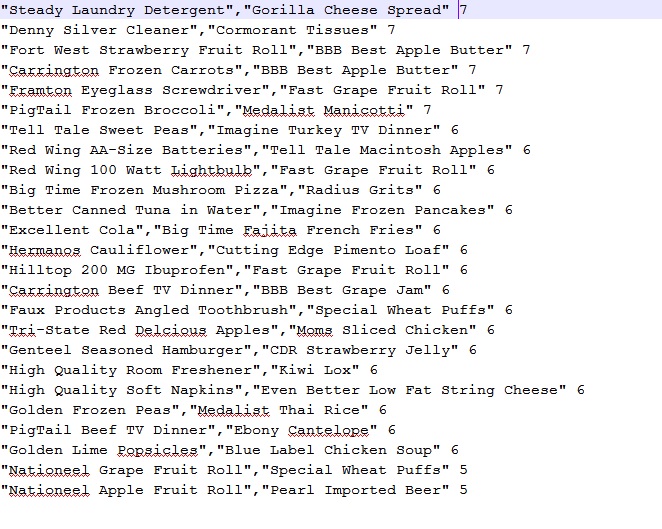 "Steady Laundry Detergent","Gorilla Cheese Spread" 7
"Denny Silver Cleaner","Cormorant Tissues" 7
"Fort West Strawberry Fruit Roll","BBB Best Apple Butter" 7
"Carrington Frozen Carrots","BBB Best Apple Butter" 7
"Framton Eyeglass Screwdriver","Fast Grape Fruit Roll" 7
"PigTail Frozen Broccoli","Medalist Manicotti" 7
"Tell Tale Sweet Peas","Imagine Turkey TV Dinner" 6
"Red Wing AA-Size Batteries","Tell Tale Macintosh Apples" 6
"Red Wing 100 Watt Lightbulb","Fast Grape Fruit Roll" 6
"Big Time Frozen Mushroom Pizza","Radius Grits" 6
"Better Canned Tuna in Water","Imagine Frozen Pancakes" 6
"Excellent Cola","Big Time Fajita French Fries" 6
"Hermanos Cauliflower","Cutting Edge Pimento Loaf" 6
"Hilltop 200 MG Ibuprofen","Fast Grape Fruit Roll" 6
"Carrington Beef TV Dinner","BBB Best Grape Jam" 6
"Faux Products Angled Toothbrush","Special Wheat Puffs" 6
"Tri-State Red Delcious Apples","Moms Sliced Chicken" 6
"Genteel Seasoned Hamburger","CDR Strawberry Jelly" 6
"High Quality Room Freshener","Kiwi Lox" 6
"High Quality Soft Napkins","Even Better Low Fat String Cheese" 6
"Golden Frozen Peas","Medalist Thai Rice" 6
"PigTail Beef TV Dinner","Ebony Cantelope" 6
"Golden Lime Popsicles","Blue Label Chicken Soup" 6
"Nationeel Grape Fruit Roll","Special Wheat Puffs" 5
"Nationeel Apple Fruit Roll","Pearl Imported Beer" 5